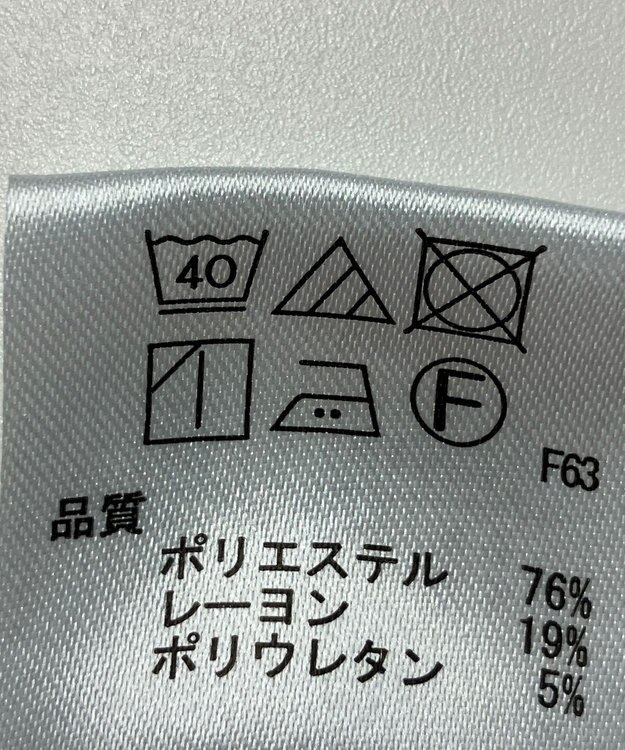 40
F
F63
品質
ポリエステル 76%
レーヨン 19%
ポリウレタン 5%